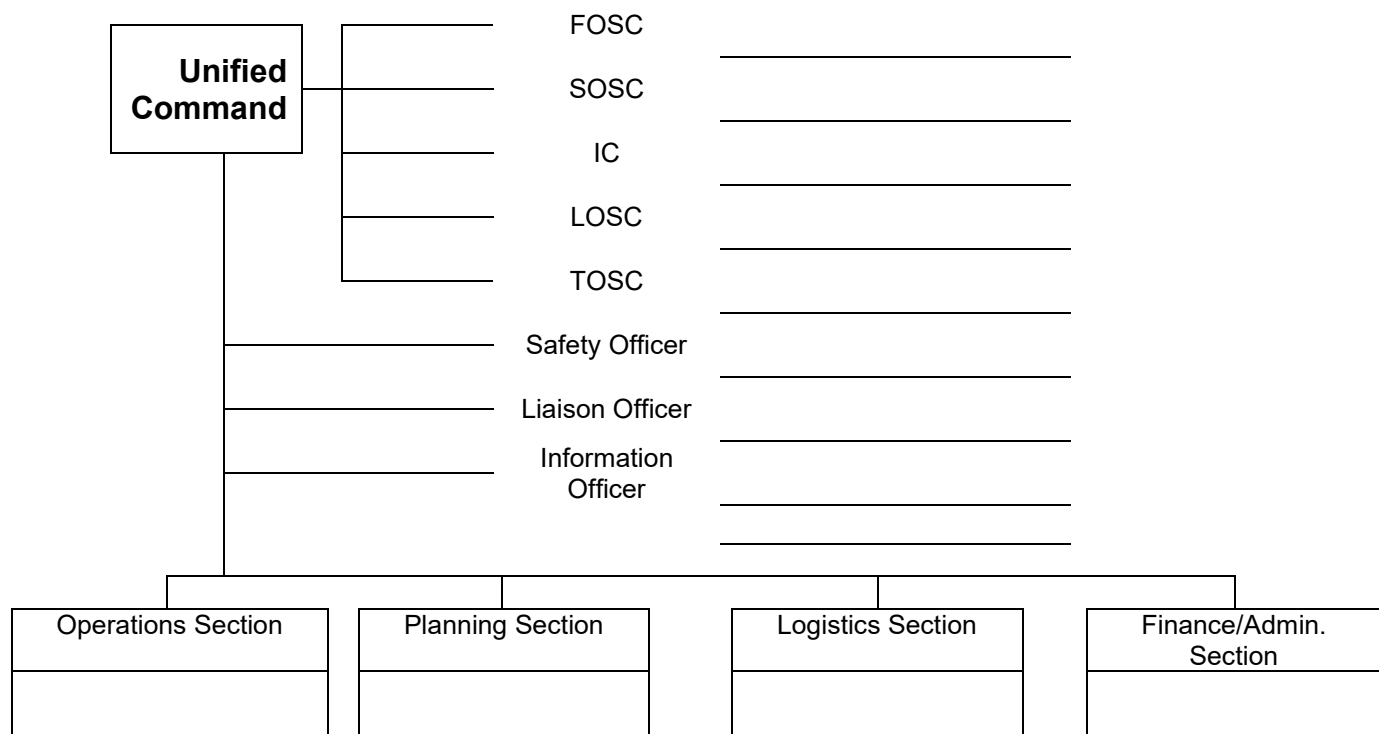 FOSC
Unified
Command
SOSC
IC
LOSC
TOSC
Safety Officer
Liaison Officer
Information
Officer
Operations Section
Planning Section
Logistics Section
Finance/Admin.
Section